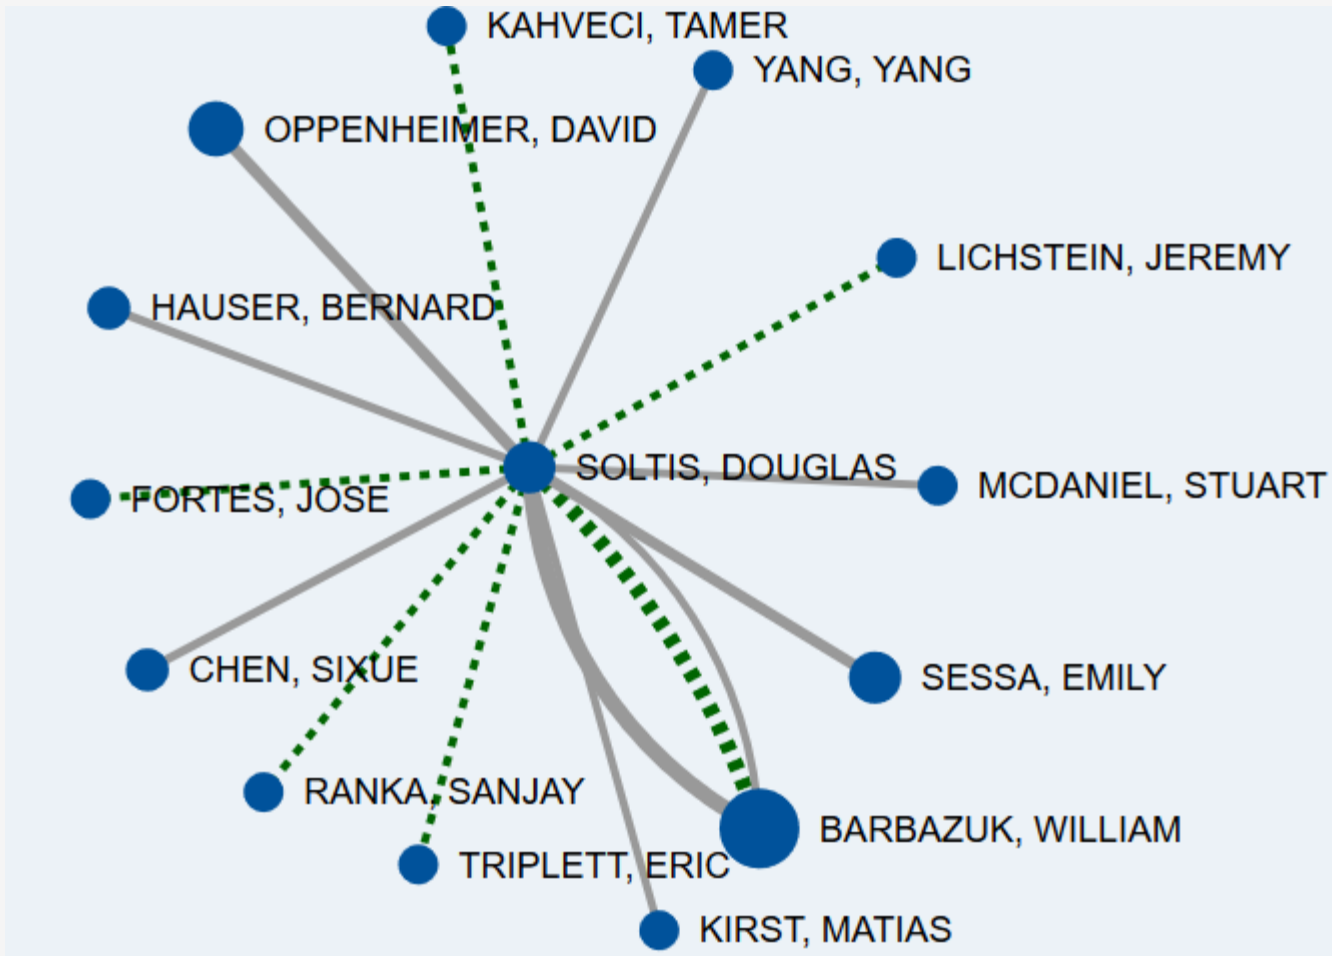 KAHVECI, TAMER
YANG, YANG
OPPENHEIMER, DAVID
LICHSTEIN, JEREMY
HAUSER, BERNARD
SOLTIS, DOUGLAS
MCDANIEL, STUART
FORTES, JOSE
CHEN, SIXUE
SESSA, EMILY
RANKA, SANJAY
BARBAZUK, WILLIAM
TRIPLETT, ERIC
KIRST, MATIAS